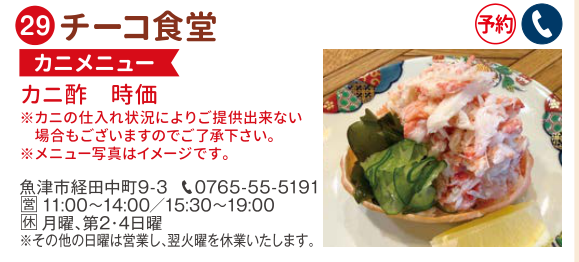 29 チーコ食堂
予約
カニメニュー
カニ酢　時価
※カニの仕入れ状況によりご提供出来ない
場合もございますのでご了承下さい。
※メニュー写真はイメージです。
魚津市経田中町9-3　0765-55-5191
営 11:00〜14:00／15:30〜19:00
休 月曜、第2・4日曜
※その他の日曜は営業し、翌火曜を休業いたします。